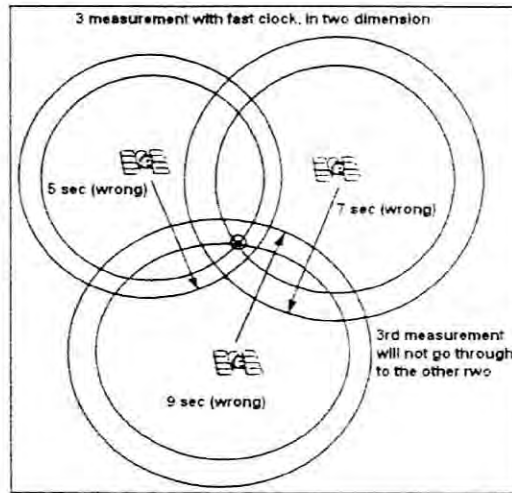 3 measurement with fast clock, in two dimension
5 sec (wrong)
7 sec (wrong)
3rd measurement
will not go through
to the other rwo
9 sec (wrong)